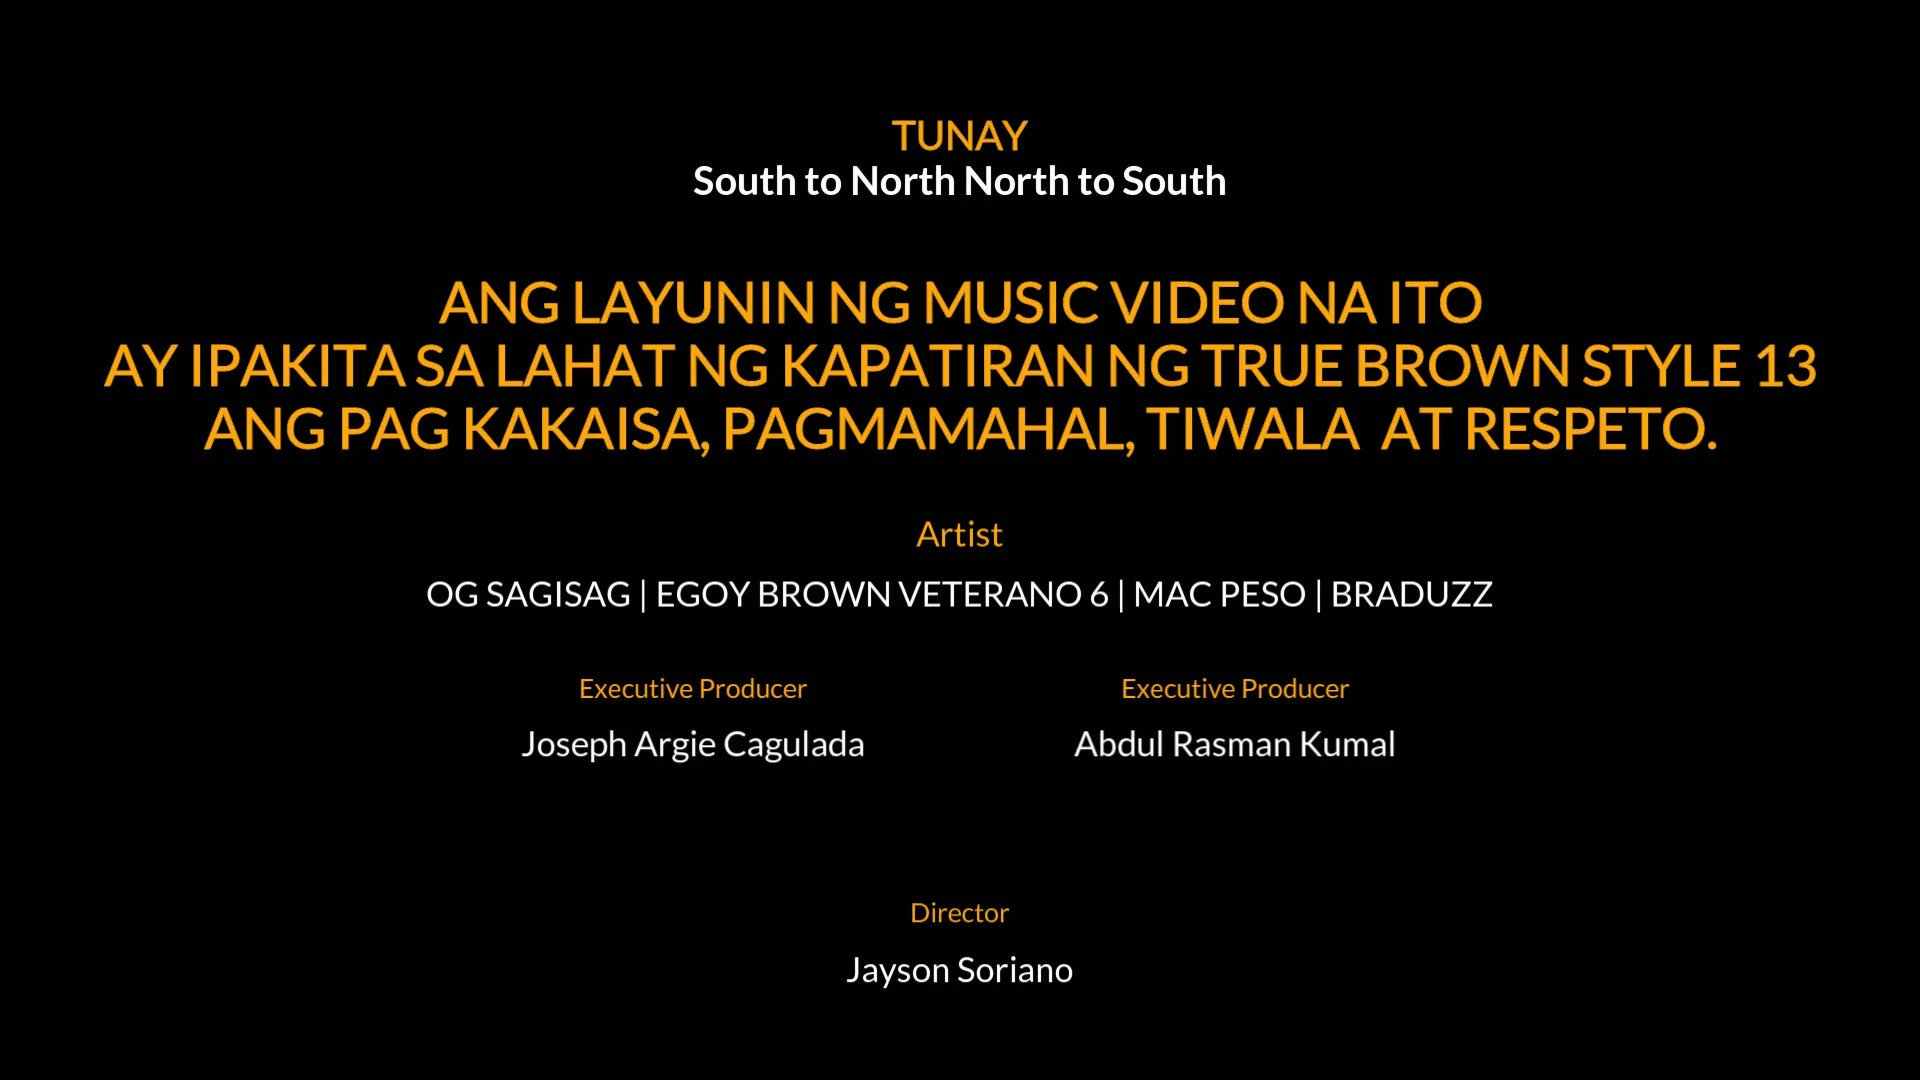 TUNAY
South to North North to South
ANG LAYUNIN NG MUSIC VIDEO NA ITO
AY IPAKITA SA LAHAT NG KAPATIRAN NG TRUE BROWN STYLE 13
ANG PAG KAKAISA, PAGMAMAHAL, TIWALA  AT RESPETO.
Artist
OG SAGISAG | EGOY BROWN VETERANO 6 | MAC PESO | BRADUZZ
Executive Producer
Joseph Argie Cagulada
Executive Producer
Abdul Rasman Kumal
Director
Jayson Soriano